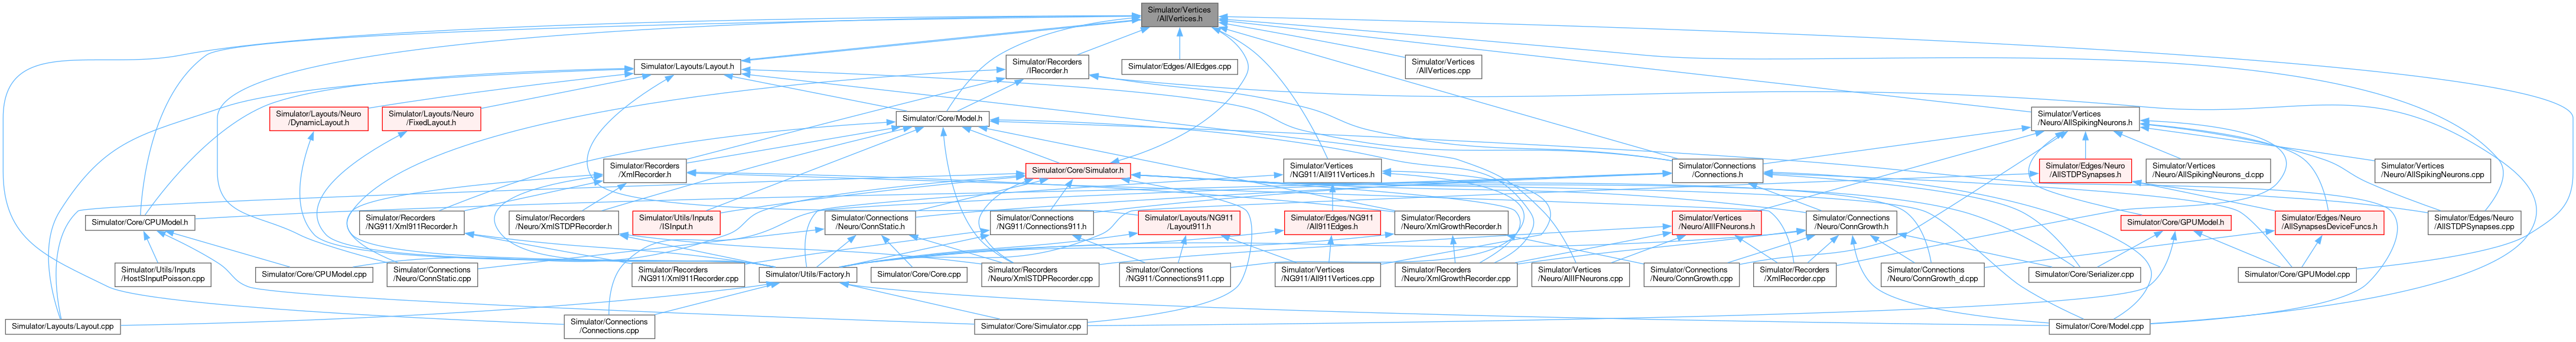 Simulator/Vertices
/AllVertices.h
Simulator/Layouts/Layout.h
Simulator/Recorders
/IRecorder.h
Simulator/Edges/AllEdges.cpp
Simulator/Vertices
/AllVertices.cpp
Simulator/Layouts/Neuro
/DynamicLayout.h
Simulator/Layouts/Neuro
/FixedLayout.h
Simulator/Core/Model.h
Simulator/Vertices
/Neuro/AllSpikingNeurons.h
Simulator/Recorders
/XmlRecorder.h
Simulator/Core/Simulator.h
Simulator/Vertices
/NG911/All911Vertices.h
Simulator/Connections
/Connections.h
Simulator/Edges/Neuro
/AllSTDPSynapses.h
Simulator/Vertices
/Neuro/AllSpikingNeurons_d.cpp
Simulator/Vertices
/Neuro/AllSpikingNeurons.cpp
Simulator/Core/CPUModel.h
Simulator/Recorders
/NG911/Xml911Recorder.h
Simulator/Recorders
/Neuro/XmlSTDPRecorder.h
Simulator/Utils/Inputs
/ISInput.h
Simulator/Connections
/Neuro/ConnStatic.h
Simulator/Connections
/NG911/Connections911.h
Simulator/Layouts/NG911
/Layout911.h
Simulator/Edges/NG911
/All911Edges.h
Simulator/Recorders
/Neuro/XmlGrowthRecorder.h
Simulator/Connections
/Neuro/ConnGrowth.h
Simulator/Vertices
/Neuro/AllIFNeurons.h
Simulator/Core/GPUModel.h
Simulator/Edges/Neuro
/AllSynapsesDeviceFuncs.h
Simulator/Edges/Neuro
/AllSTDPSynapses.cpp
Simulator/Utils/Inputs
/HostSInputPoisson.cpp
Simulator/Core/CPUModel.cpp
Simulator/Connections
/Neuro/ConnStatic.cpp
Simulator/Recorders
/NG911/Xml911Recorder.cpp
Simulator/Utils/Factory.h
Simulator/Core/Core.cpp
Simulator/Recorders
/Neuro/XmlSTDPRecorder.cpp
Simulator/Connections
/NG911/Connections911.cpp
Simulator/Vertices
/NG911/All911Vertices.cpp
Simulator/Recorders
/Neuro/XmlGrowthRecorder.cpp
Simulator/Vertices
/Neuro/AllIFNeurons.cpp
Simulator/Connections
/Neuro/ConnGrowth.cpp
Simulator/Recorders
/XmlRecorder.cpp
Simulator/Connections
/Neuro/ConnGrowth_d.cpp
Simulator/Core/Serializer.cpp
Simulator/Core/GPUModel.cpp
Simulator/Layouts/Layout.cpp
Simulator/Connections
/Connections.cpp
Simulator/Core/Simulator.cpp
Simulator/Core/Model.cpp